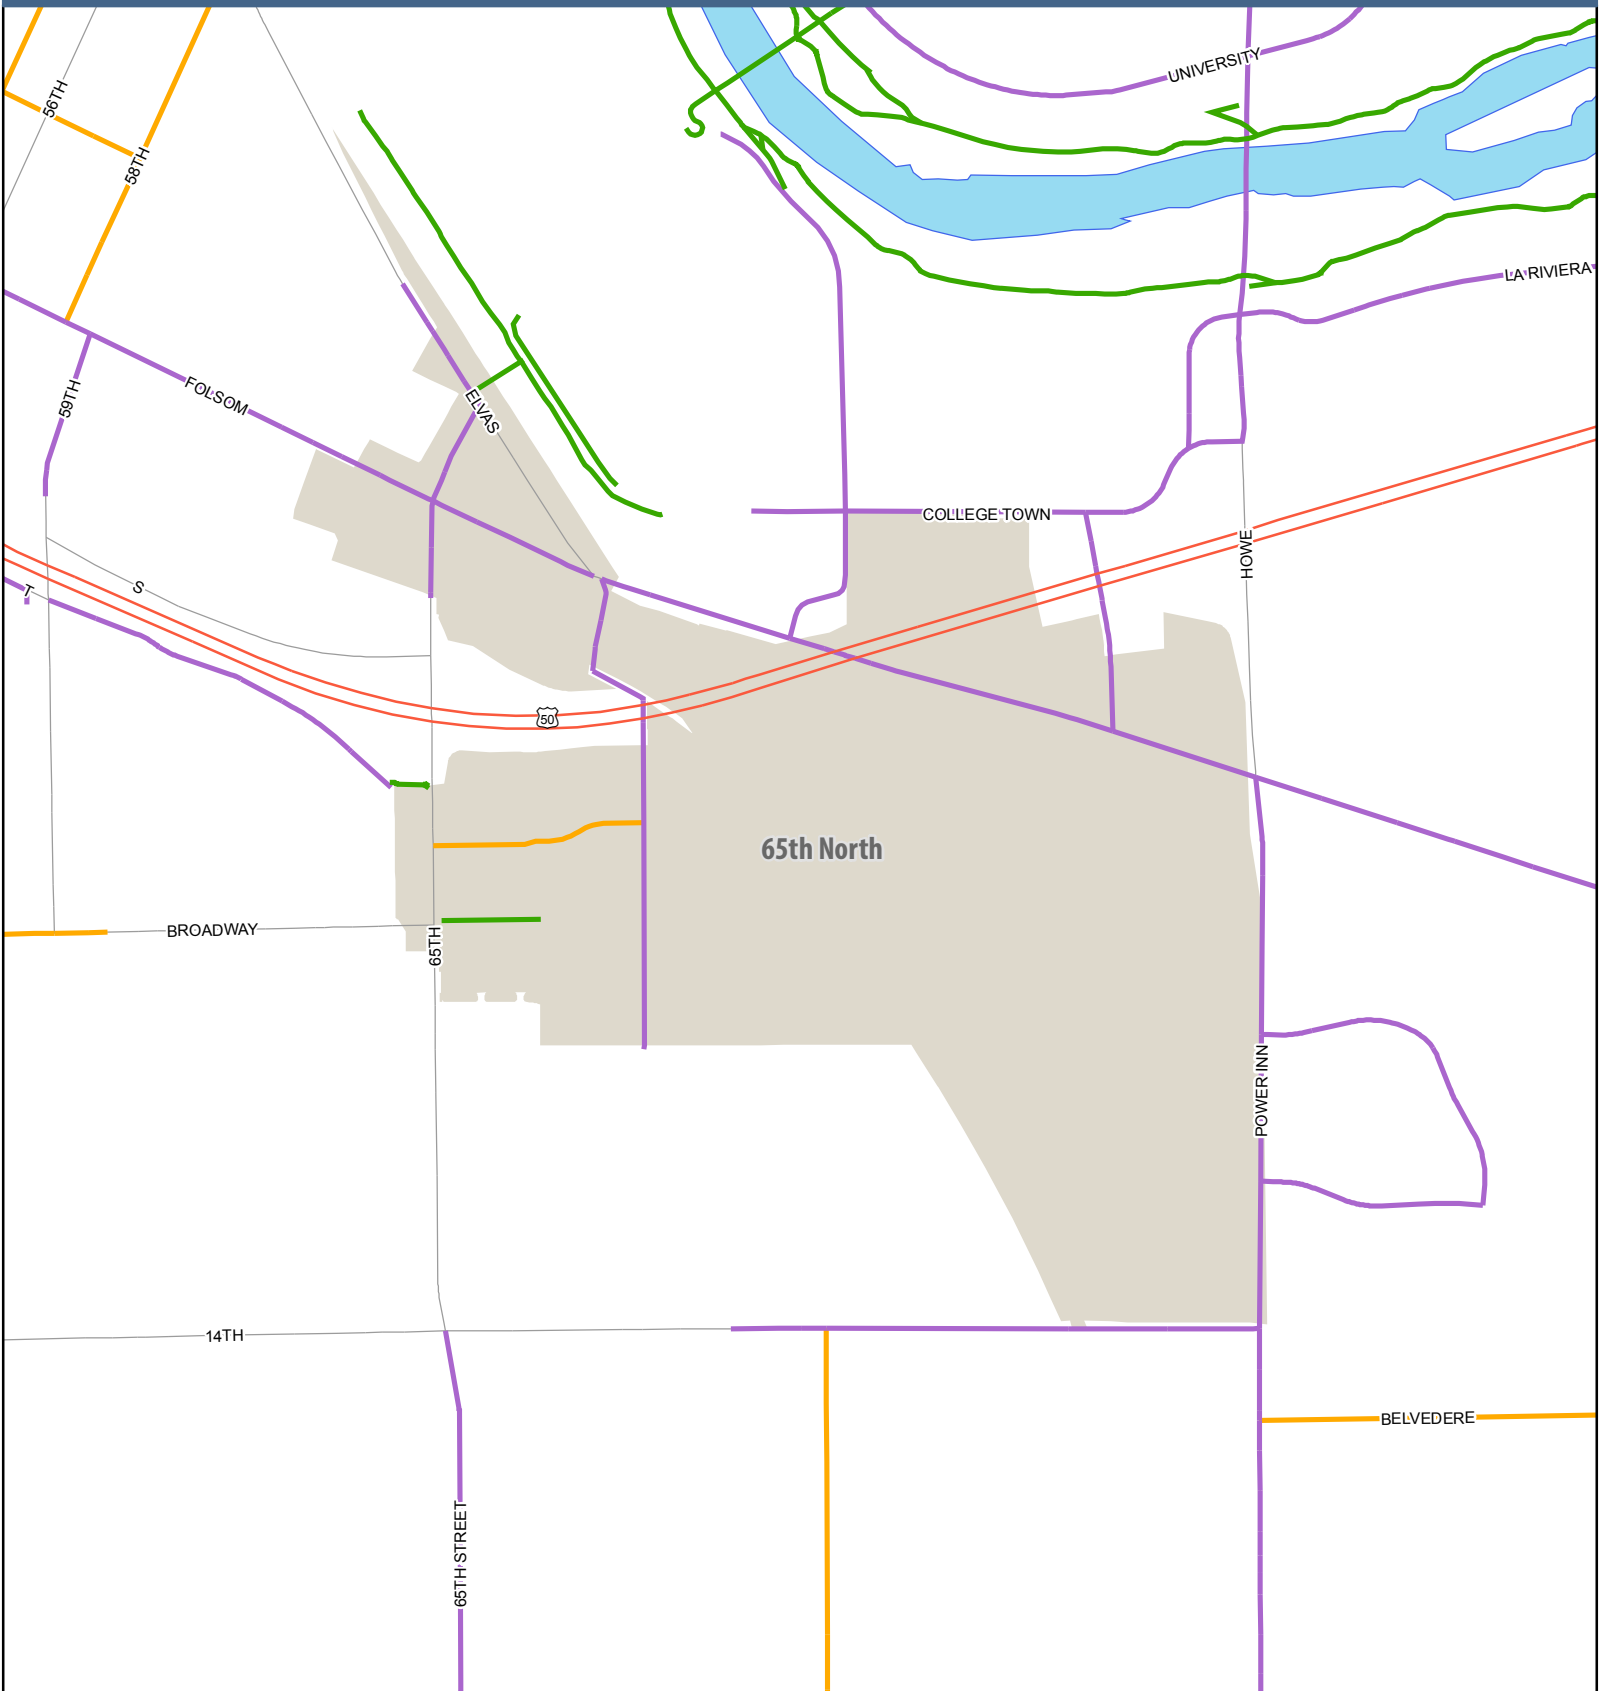 UNIVERSITY
56TH
58TH
LA RIVIERA
59TH
FOLSOM
ELVAS
COLLEGE TOWN
HOWE
S
T
50
65th North
BROADWAY
65TH
POWER INN
14TH
BELVEDERE
65TH STREET